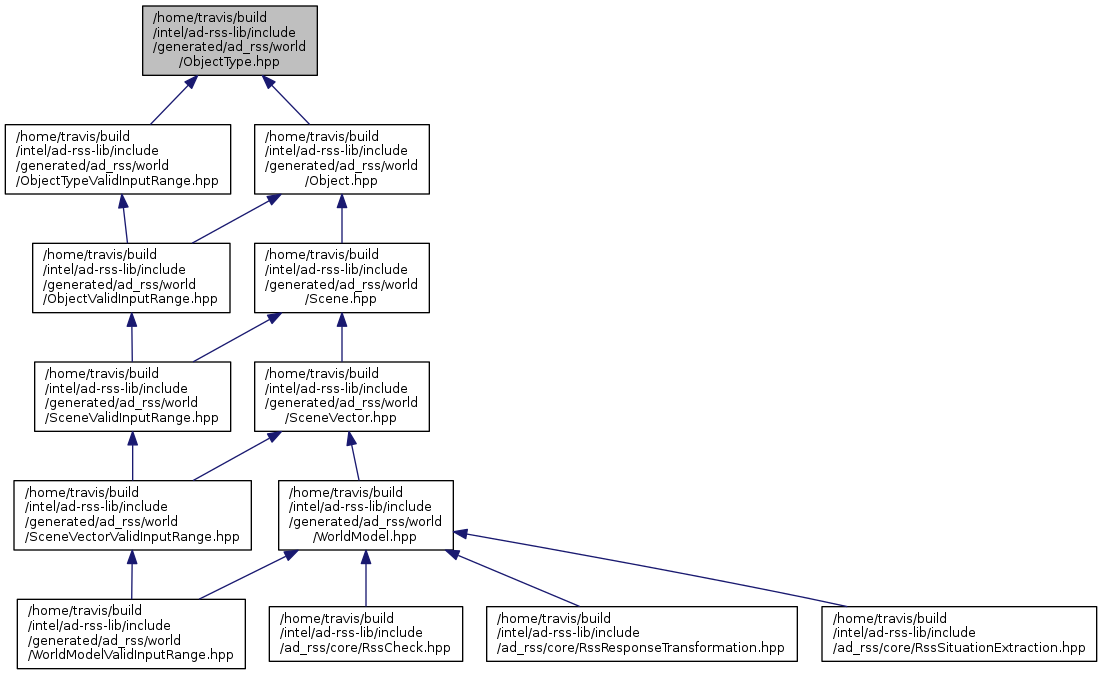 /home/travis/build
/intel/ad-rss-lib/include
/generated/ad_rss/world
/ObjectType.hpp
/home/travis/build
/intel/ad-rss-lib/include
/generated/ad_rss/world
/ObjectTypeValidInputRange.hpp
/home/travis/build
/intel/ad-rss-lib/include
/generated/ad_rss/world
/Object.hpp
/home/travis/build
/intel/ad-rss-lib/include
/generated/ad_rss/world
/ObjectValidInputRange.hpp
/home/travis/build
/intel/ad-rss-lib/include
/generated/ad_rss/world
/Scene.hpp
/home/travis/build
/intel/ad-rss-lib/include
/generated/ad_rss/world
/SceneValidInputRange.hpp
/home/travis/build
/intel/ad-rss-lib/include
/generated/ad_rss/world
/SceneVector.hpp
/home/travis/build
/intel/ad-rss-lib/include
/generated/ad_rss/world
/SceneVectorValidInputRange.hpp
/home/travis/build
/intel/ad-rss-lib/include
/generated/ad_rss/world
/WorldModel.hpp
/home/travis/build
/intel/ad-rss-lib/include
/generated/ad_rss/world
/WorldModelValidInputRange.hpp
/home/travis/build
/intel/ad-rss-lib/include
/ad_rss/core/RssCheck.hpp
/home/travis/build
/intel/ad-rss-lib/include
/ad_rss/core/RssResponseTransformation.hpp
/home/travis/build
/intel/ad-rss-lib/include
/ad_rss/core/RssSituationExtraction.hpp